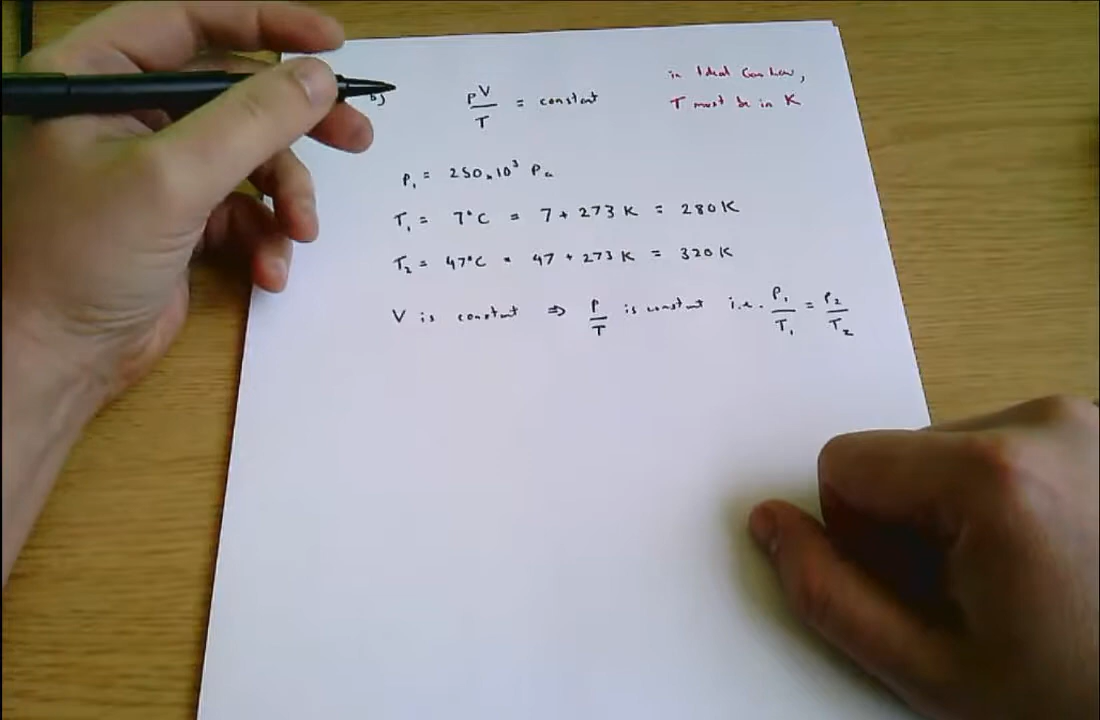 b) pV/T = constant
in Ideal Gas Law,
T must be in K
P₁ = 250×10³ Pa
T₁ = 7°C = 7 + 273 K = 280 K
T₂ = 47°C = 47 + 273 K = 320 K
V is constant ⇒ P/T is constant i.e. P₁/T₁ = P₂/T₂